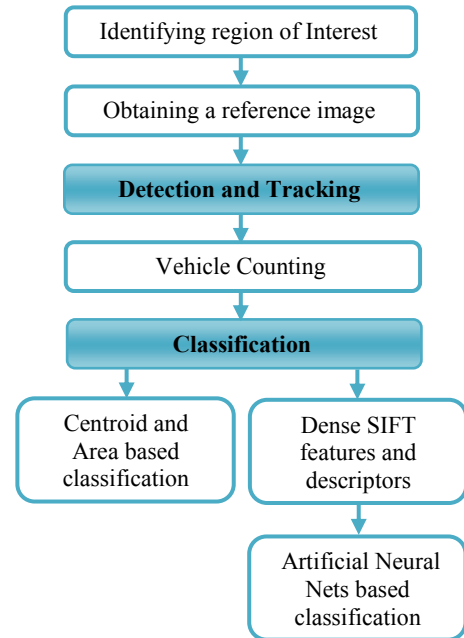 Identifying region of Interest
Obtaining a reference image
Detection and Tracking
Vehicle Counting
Classification
Centroid and
Area based
classification
Dense SIFT
features and
descriptors
Artificial Neural
Nets based
classification